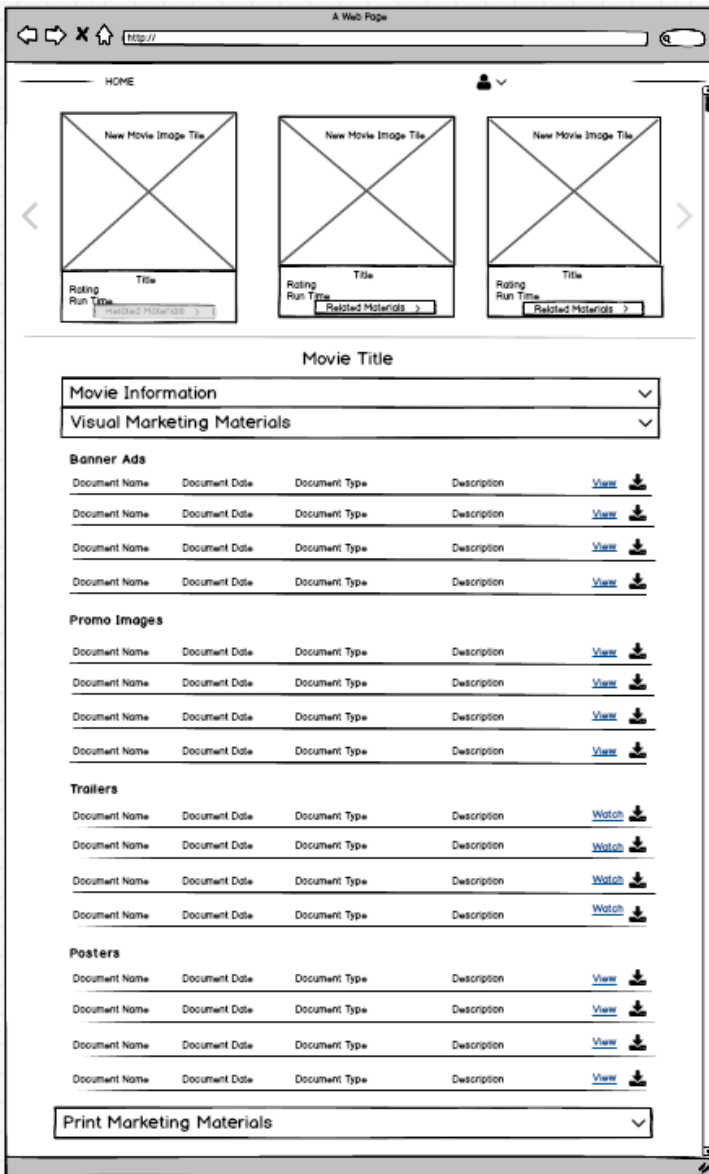 A Web Page
http://
HOME
New Movie Image Tile New Movie Image Tile New Movie Image Tile
Title Title Title
Rating Rating Rating
Run Time Run Time Run Time
Related Materials > Related Materials > Related Materials >
Movie Title
Movie Information
Visual Marketing Materials
Banner Ads
Document Name Document Date Document Type Description View
Document Name Document Date Document Type Description View
Document Name Document Date Document Type Description View
Document Name Document Date Document Type Description View
Promo Images
Document Name Document Date Document Type Description View
Document Name Document Date Document Type Description View
Document Name Document Date Document Type Description View
Document Name Document Date Document Type Description View
Trailers
Document Name Document Date Document Type Description Watch
Document Name Document Date Document Type Description Watch
Document Name Document Date Document Type Description Watch
Document Name Document Date Document Type Description Watch
Posters
Document Name Document Date Document Type Description View
Document Name Document Date Document Type Description View
Document Name Document Date Document Type Description View
Document Name Document Date Document Type Description View
Print Marketing Materials